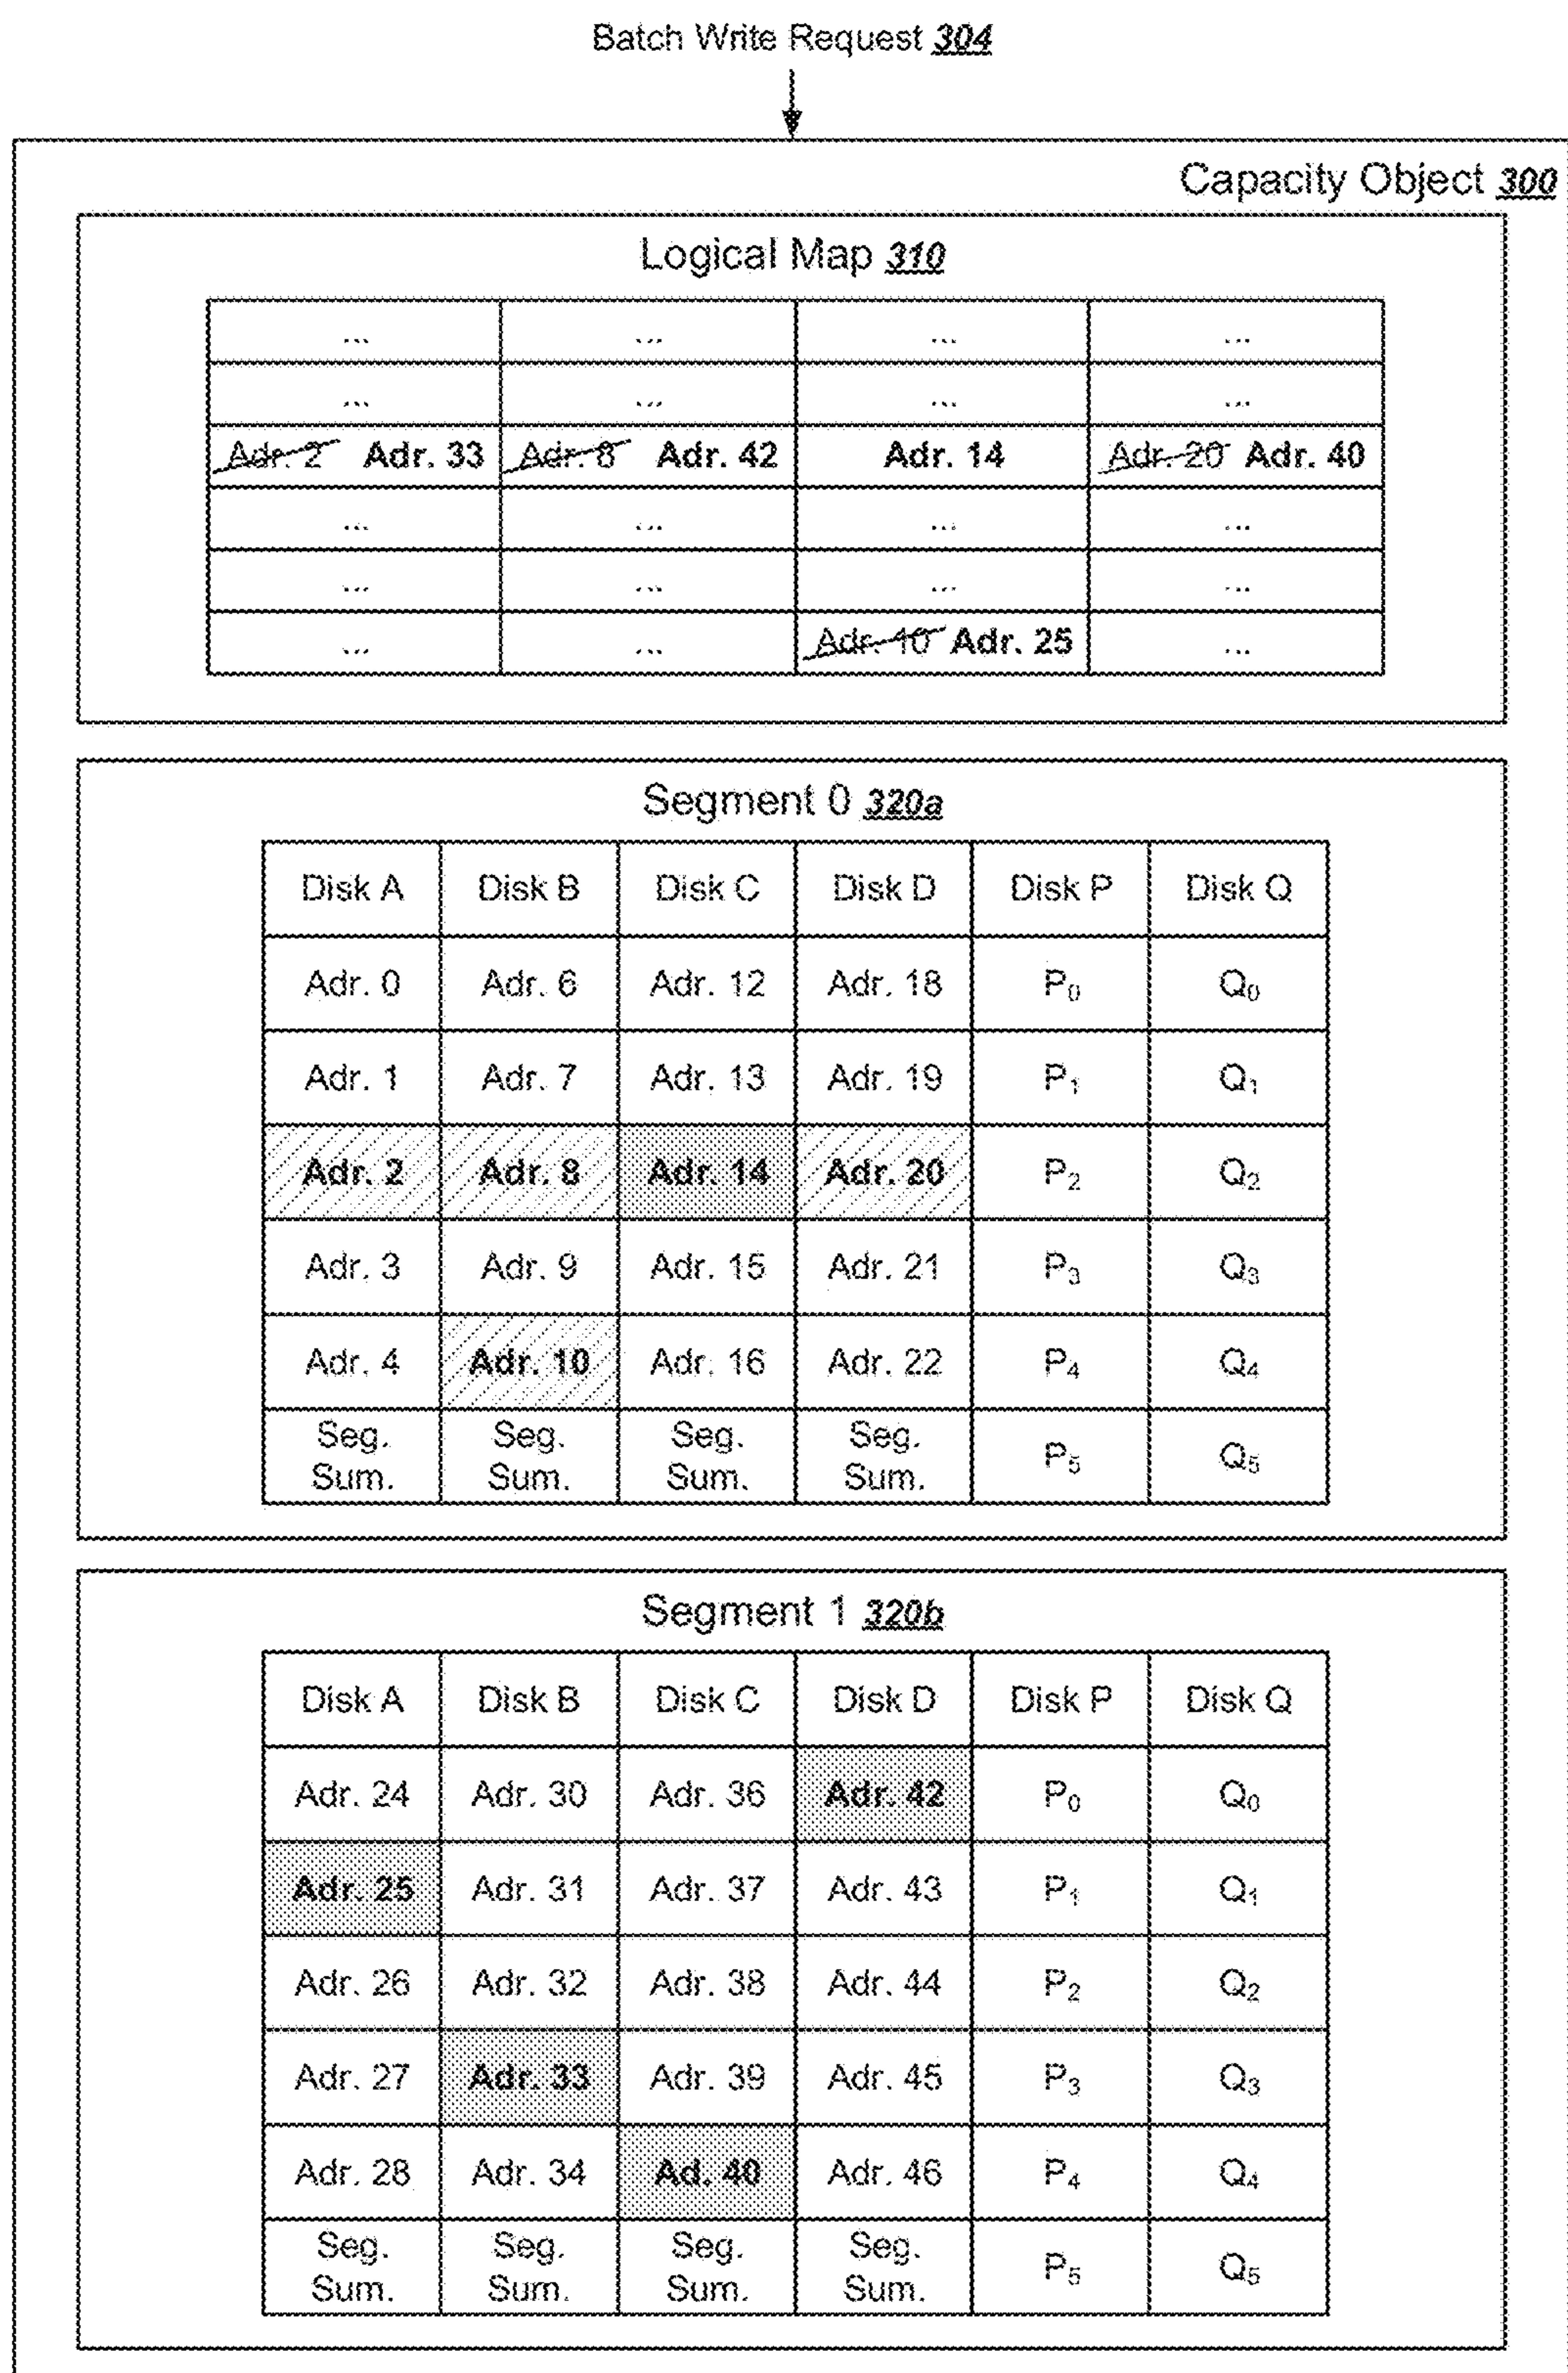 Batch Write Request 304
Capacity Object 300
Logical Map 310
... ... ... ...
... ... ... ...
Adr. 2 Adr. 33 Adr. 8 Adr. 42 Adr. 14 Adr. 20 Adr. 40
... ... ... ...
... ... ... ...
... ... Adr. 10 Adr. 25 ...
Segment 0 320a
Disk A Disk B Disk C Disk D Disk P Disk Q
Adr. 0 Adr. 6 Adr. 12 Adr. 18 P₀ Q₀
Adr. 1 Adr. 7 Adr. 13 Adr. 19 P₁ Q₁
Adr. 2 Adr. 8 Adr. 14 Adr. 20 P₂ Q₂
Adr. 3 Adr. 9 Adr. 15 Adr. 21 P₃ Q₃
Adr. 4 Adr. 10 Adr. 16 Adr. 22 P₄ Q₄
Seg. Sum. Seg. Sum. Seg. Sum. Seg. Sum. P₅ Q₅
Segment 1 320b
Disk A Disk B Disk C Disk D Disk P Disk Q
Adr. 24 Adr. 30 Adr. 36 Adr. 42 P₀ Q₀
Adr. 25 Adr. 31 Adr. 37 Adr. 43 P₁ Q₁
Adr. 26 Adr. 32 Adr. 38 Adr. 44 P₂ Q₂
Adr. 27 Adr. 33 Adr. 39 Adr. 45 P₃ Q₃
Adr. 28 Adr. 34 Ad. 40 Adr. 46 P₄ Q₄
Seg. Sum. Seg. Sum. Seg. Sum. Seg. Sum. P₅ Q₅